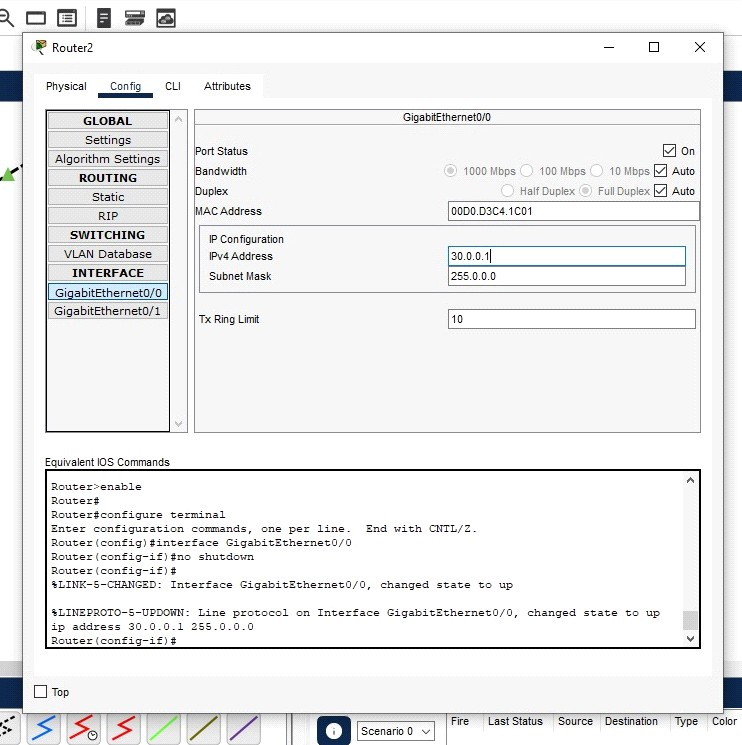 Router2
Physical Config CLI Attributes
GLOBAL
Settings
Algorithm Settings
ROUTING
Static
RIP
SWITCHING
VLAN Database
INTERFACE
GigabitEthernet0/0
GigabitEthernet0/1
GigabitEthernet0/0
Port Status On
Bandwidth 1000 Mbps 100 Mbps 10 Mbps Auto
Duplex Half Duplex Full Duplex Auto
MAC Address 00D0.D3C4.1C01
IP Configuration
IPv4 Address 30.0.0.1
Subnet Mask 255.0.0.0
Tx Ring Limit 10
Equivalent IOS Commands
Router>enable
Router#
Router#configure terminal
Enter configuration commands, one per line.  End with CNTL/Z.
Router(config)#interface GigabitEthernet0/0
Router(config-if)#no shutdown
Router(config-if)#
%LINK-5-CHANGED: Interface GigabitEthernet0/0, changed state to up
%LINEPROTO-5-UPDOWN: Line protocol on Interface GigabitEthernet0/0, changed state to up
ip address 30.0.0.1 255.0.0.0
Router(config-if)#
Top
Scenario 0
Fire Last Status Source Destination Type Color